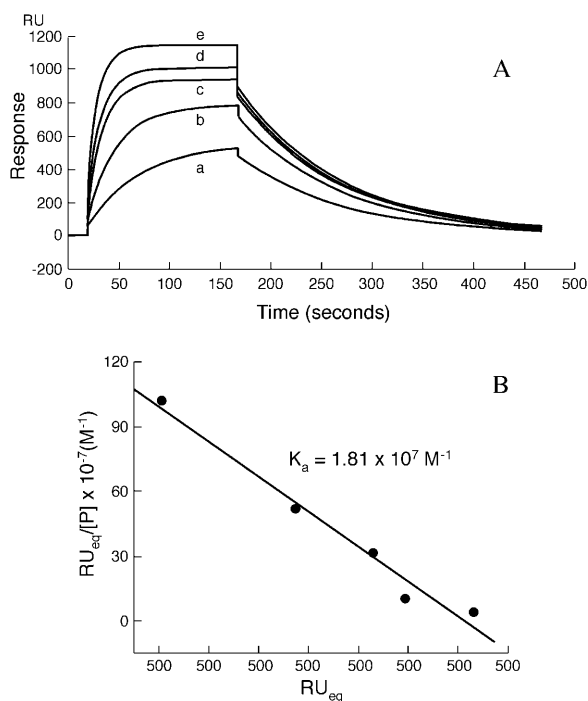 RU
A
1200
1000
800
600
400
200
0
-200
Response
e
d
c
b
a
0 50 100 150 200 250 300 350 400 450 500
Time (seconds)
B
120
90
60
30
0
RUeq/[P] x 10-7(M-1)
Ka = 1.81 x 107 M-1
500 500 500 500 500 500 500 500
RUeq